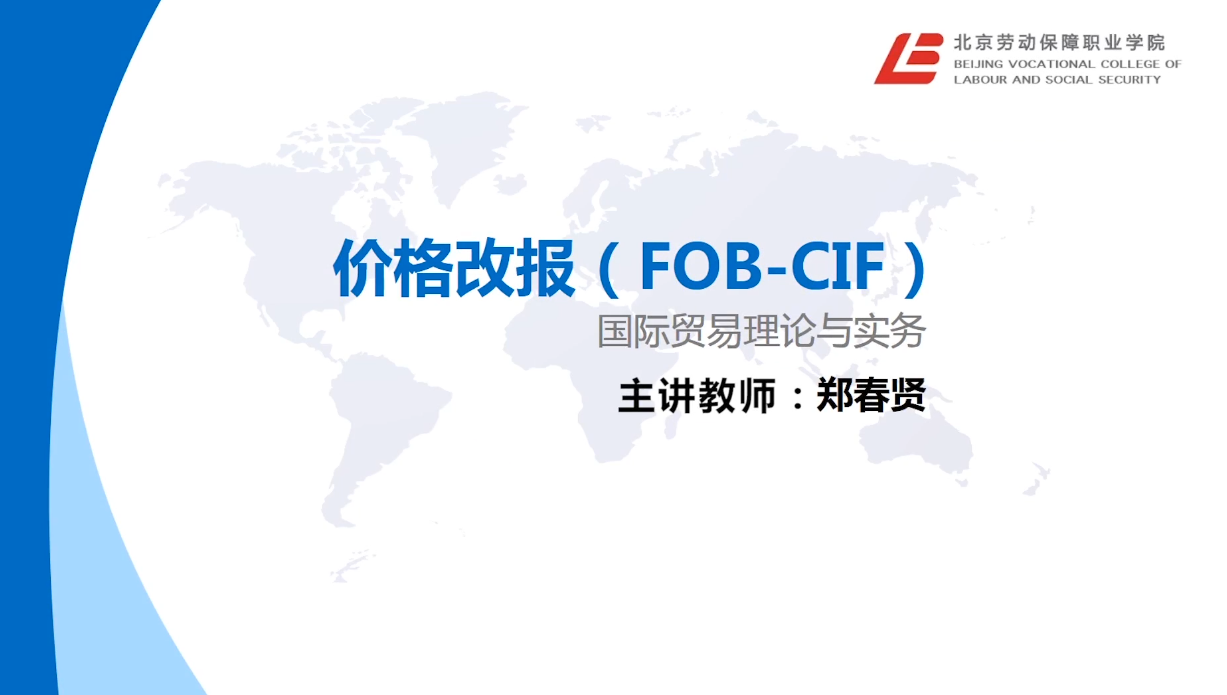 北京劳动保障职业学院
BEIJING VOCATIONAL COLLEGE OF
LABOUR AND SOCIAL SECURITY
价格改报（FOB-CIF）
国际贸易理论与实务
主讲教师：郑春贤